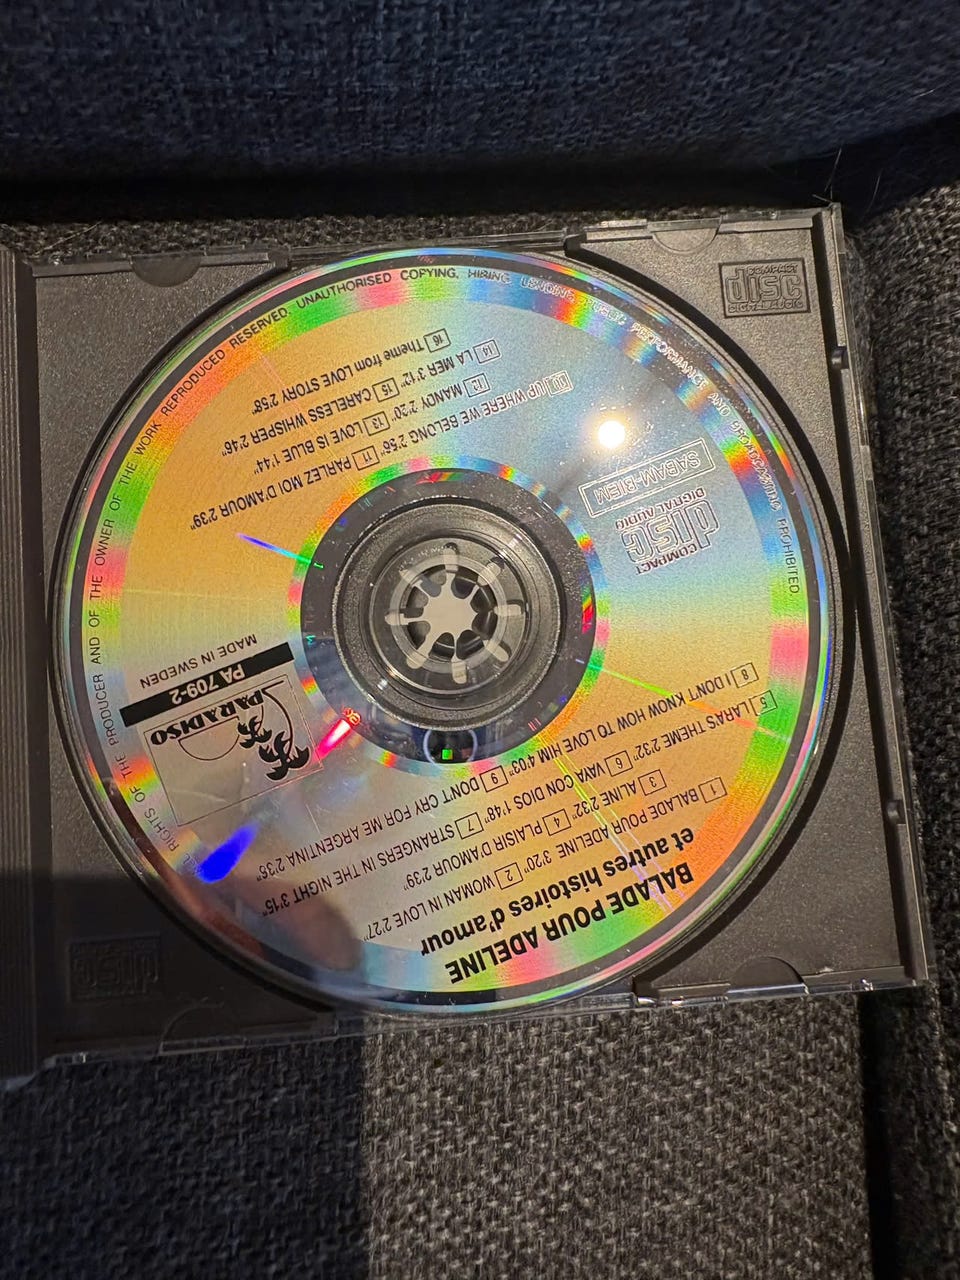 BALADE POUR ADELINE
et autres histoires d'amour
1 BALADE POUR ADELINE 3'20" 2 WOMAN IN LOVE 2'27"
3 ALINE 2'32" 4 PLAISIR D'AMOUR 2'39"
5 LARA'S THEME 2'32" 6 VAYA CON DIOS 1'48" 7 STRANGERS IN THE NIGHT 3'15"
8 I DON'T KNOW HOW TO LOVE HIM 4'03" 9 DON'T CRY FOR ME ARGENTINA 2'38"
PARADISO
PA 709-2
MADE IN SWEDEN
COMPACT
disc
DIGITAL AUDIO
SABAM-BIEM
10 UP WHERE WE BELONG 2'56" 11 PARLEZ MOI D'AMOUR 2'39"
12 MANDY 2'20" 13 LOVE IS BLUE 1'44"
14 LA MER 3'12" 15 CARELESS WHISPER 2'46"
16 Theme from LOVE STORY 2'58"
ALL RIGHTS OF THE PRODUCER AND OF THE OWNER OF THE WORK REPRODUCED RESERVED. UNAUTHORISED COPYING, HIRING, LENDING, PUBLIC PERFORMANCE AND BROADCASTING PROHIBITED.
COMPACT
disc
DIGITAL AUDIO